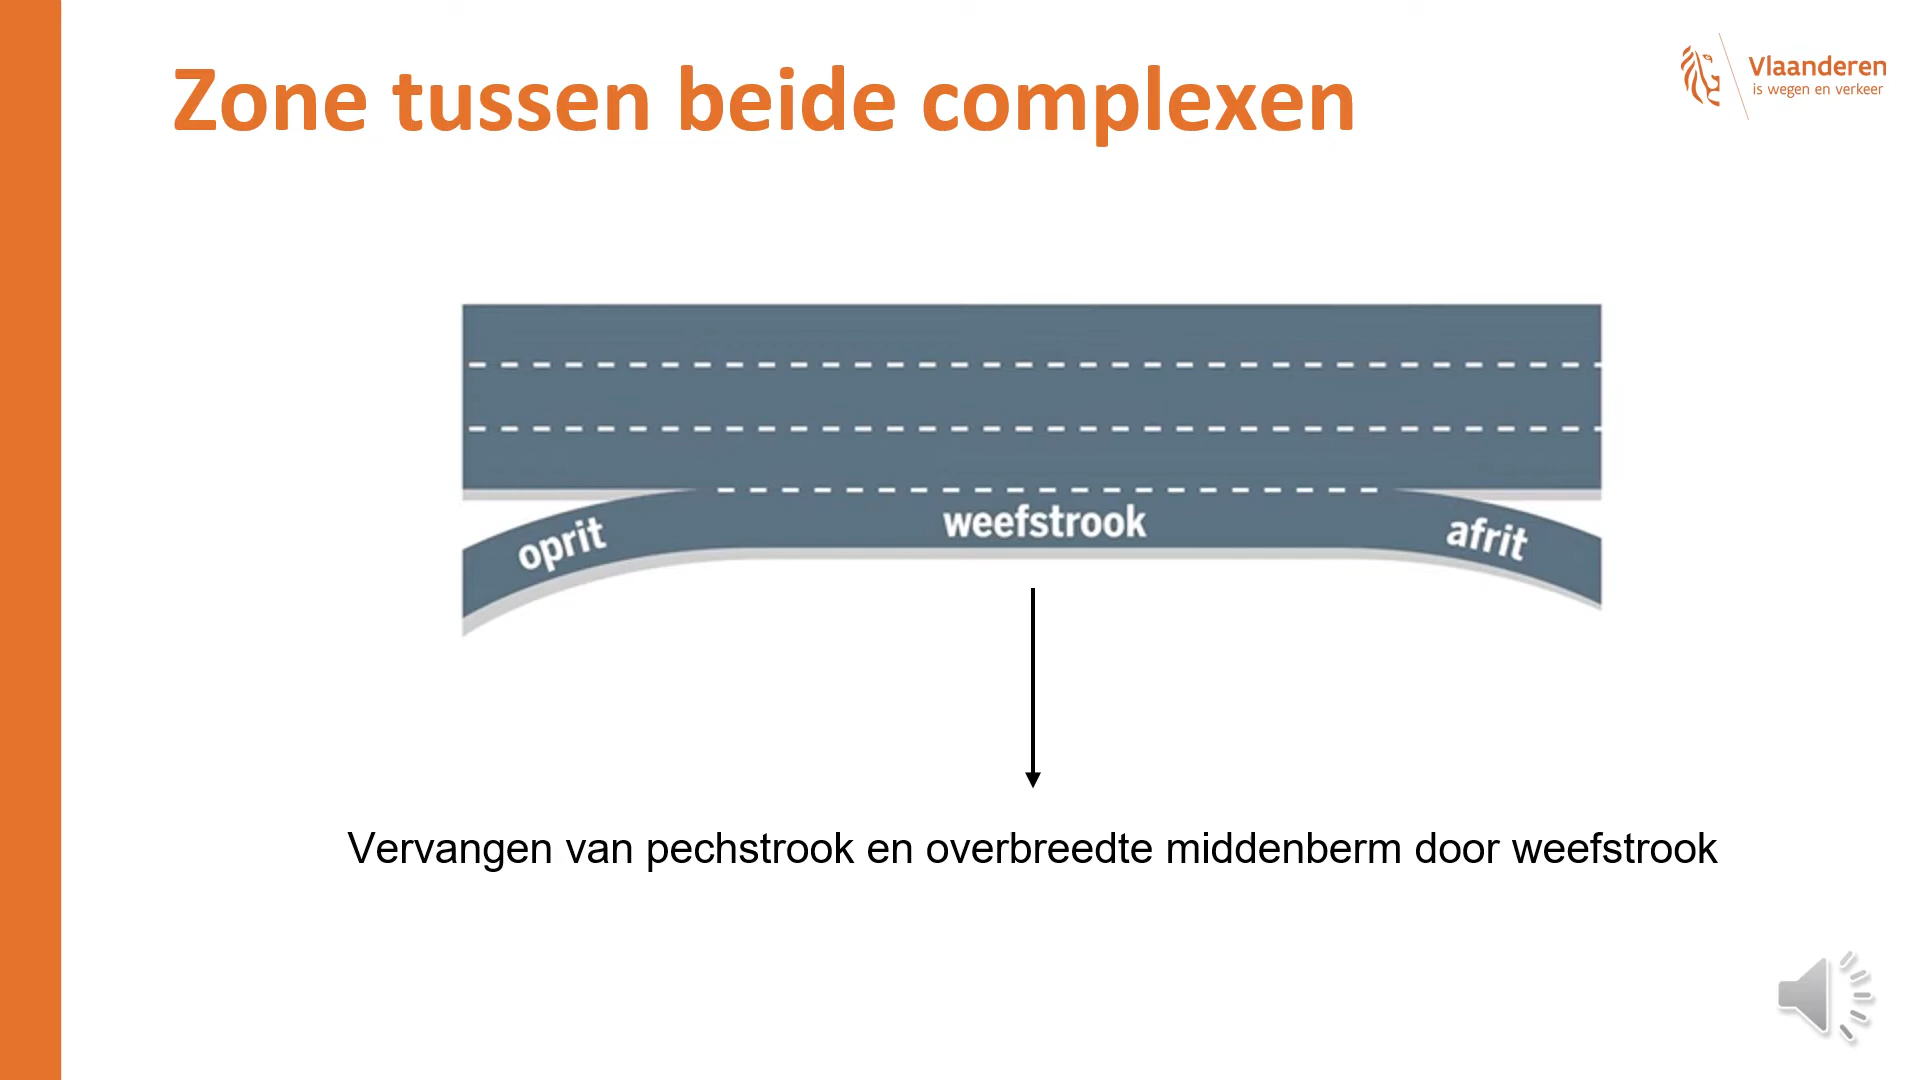 Zone tussen beide complexen
Vlaanderen
is wegen en verkeer
oprit
weefstrook
afrit
Vervangen van pechstrook en overbreedte middenberm door weefstrook